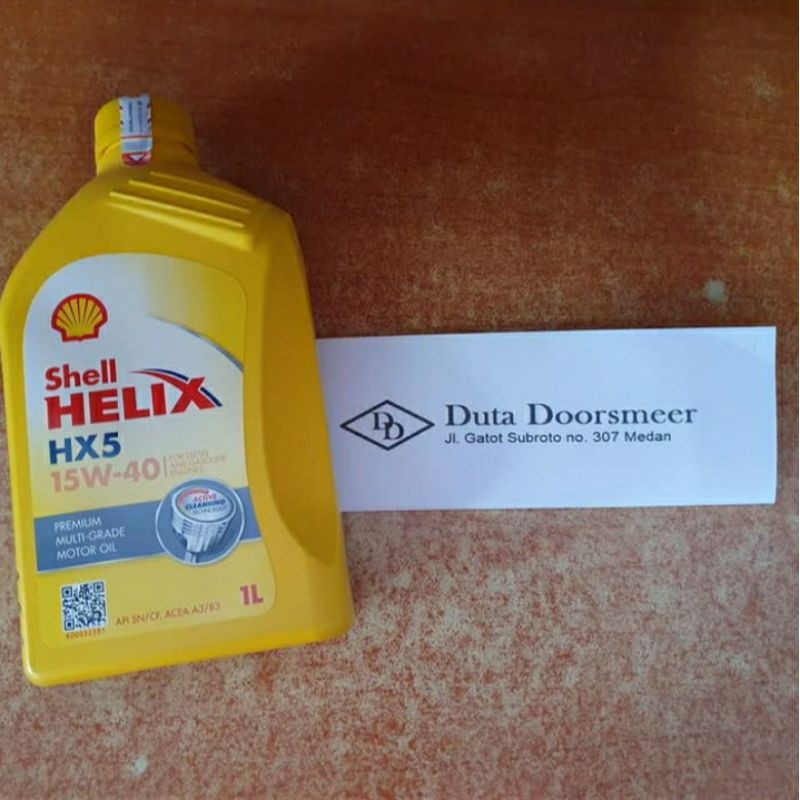 Shell
HELIX
HX5
15W-40
FOR DIESEL
AND GASOLINE
ENGINES
ACTIVE
CLEANSING
TECHNOLOGY
PREMIUM
MULTI-GRADE
MOTOR OIL
API SN/CF, ACEA A3/B3
1L
DD
Duta Doorsmeer
Jl. Gatot Subroto no. 307 Medan